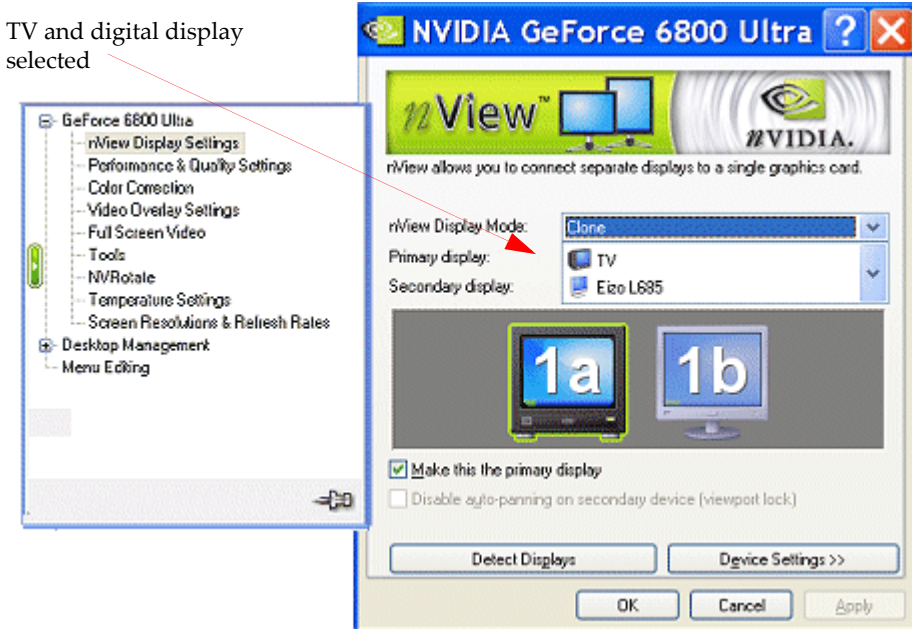 TV and digital display
selected
GeForce 6800 Ultra
nView Display Settings
Performance & Quality Settings
Color Correction
Video Overlay Settings
Full Screen Video
Tools
NVRotate
Temperature Settings
Screen Resolutions & Refresh Rates
Desktop Management
Menu Editing
NVIDIA GeForce 6800 Ultra
nView™
nVIDIA.
nView allows you to connect separate displays to a single graphics card.
nView Display Mode: Clone
Primary display: TV
Secondary display: Eizo L685
1a 1b
Make this the primary display
Disable auto-panning on secondary device (viewport lock)
Detect Displays Device Settings >>
OK Cancel Apply